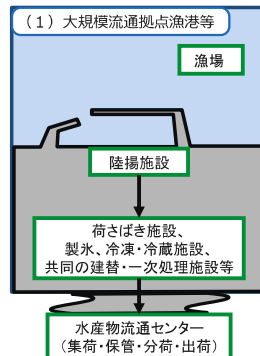 （１）大規模流通拠点漁港等
漁場
陸揚施設
荷さばき施設、
製氷、冷凍・冷蔵施設、
共同の建替・一次処理施設等
水産物流通センター
（集荷・保管・分荷・出荷）